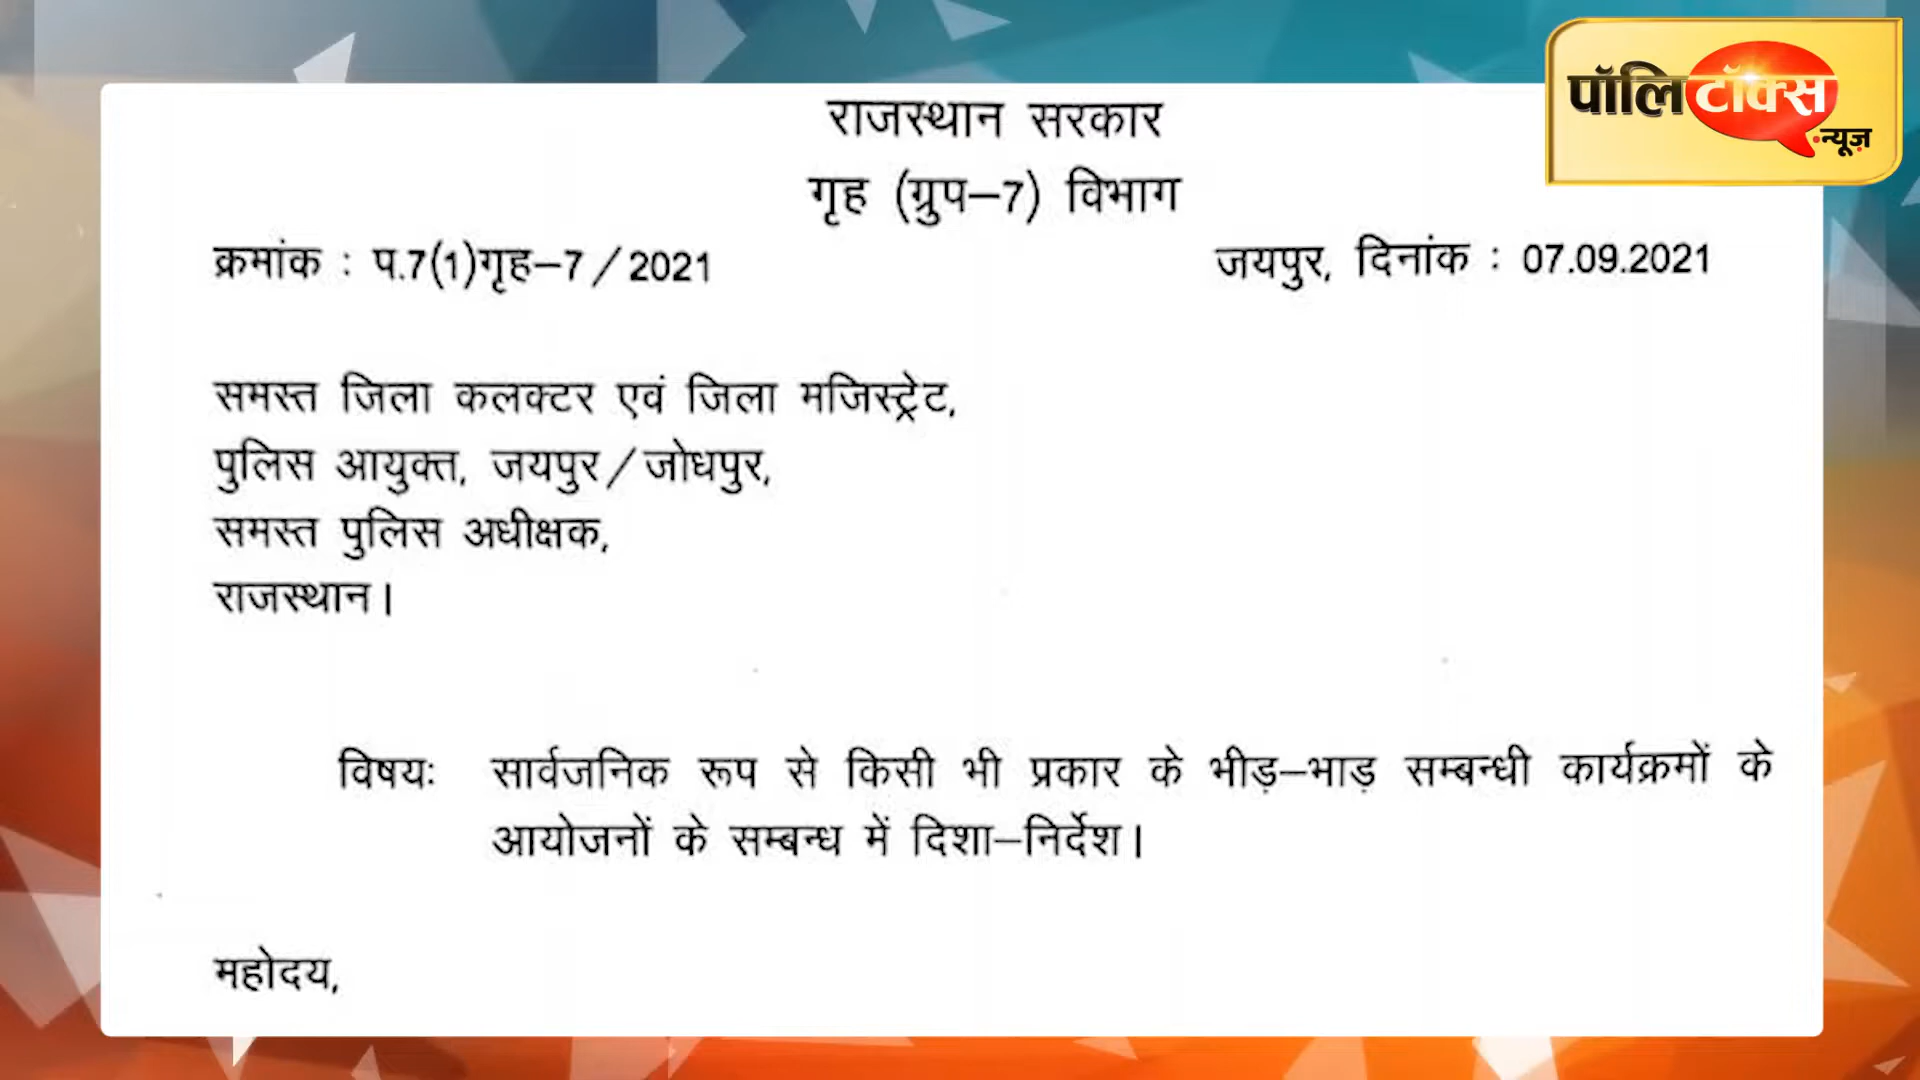 पॉलिटॉक्स
न्यूज़
राजस्थान सरकार
गृह (ग्रुप–7) विभाग
क्रमांक : प.7(1)गृह–7/2021 जयपुर, दिनांक : 07.09.2021
समस्त जिला कलक्टर एवं जिला मजिस्ट्रेट,
पुलिस आयुक्त, जयपुर/जोधपुर,
समस्त पुलिस अधीक्षक,
राजस्थान।
विषयः सार्वजनिक रूप से किसी भी प्रकार के भीड़–भाड़ सम्बन्धी कार्यक्रमों के
आयोजनों के सम्बन्ध में दिशा–निर्देश।
महोदय,